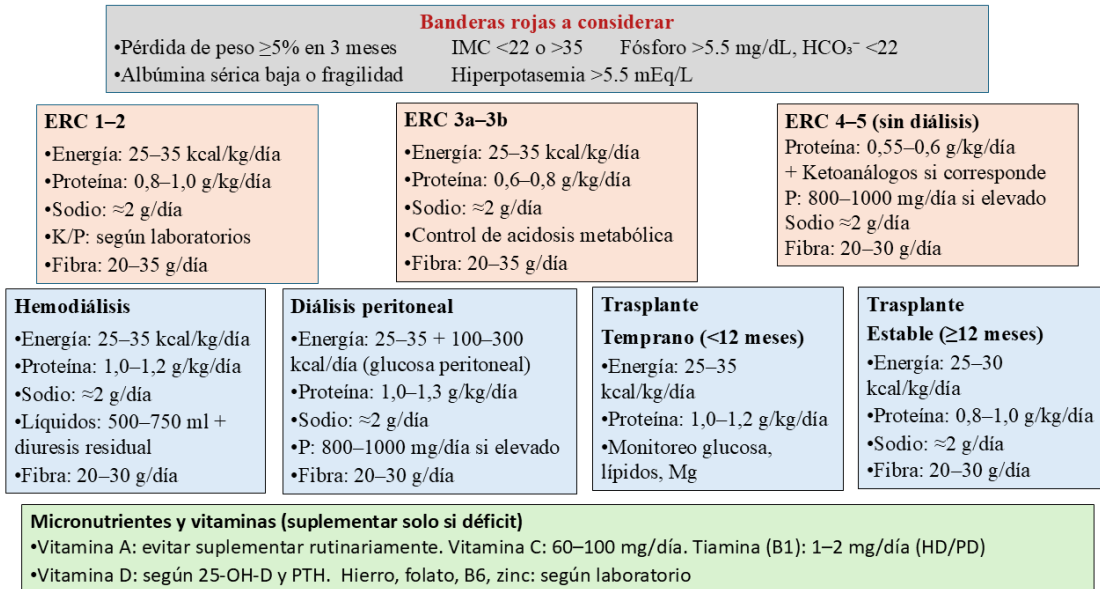 Banderas rojas a considerar
•Pérdida de peso ≥5% en 3 meses IMC <22 o >35 Fósforo >5.5 mg/dL, HCO₃⁻ <22
•Albúmina sérica baja o fragilidad Hiperpotasemia >5.5 mEq/L
ERC 1–2
•Energía: 25–35 kcal/kg/día
•Proteína: 0,8–1,0 g/kg/día
•Sodio: ≈2 g/día
•K/P: según laboratorios
•Fibra: 20–35 g/día
ERC 3a–3b
•Energía: 25–35 kcal/kg/día
•Proteína: 0,6–0,8 g/kg/día
•Sodio: ≈2 g/día
•Control de acidosis metabólica
•Fibra: 20–35 g/día
ERC 4–5 (sin diálisis)
Proteína: 0,55–0,6 g/kg/día
+ Ketoanálogos si corresponde
P: 800–1000 mg/día si elevado
Sodio ≈2 g/día
Fibra: 20–30 g/día
Hemodiálisis
•Energía: 25–35 kcal/kg/día
•Proteína: 1,0–1,2 g/kg/día
•Sodio: ≈2 g/día
•Líquidos: 500–750 ml +
diuresis residual
•Fibra: 20–30 g/día
Diálisis peritoneal
•Energía: 25–35 + 100–300
kcal/día (glucosa peritoneal)
•Proteína: 1,0–1,3 g/kg/día
•Sodio: ≈2 g/día
•P: 800–1000 mg/día si elevado
•Fibra: 20–30 g/día
Trasplante
Temprano (<12 meses)
•Energía: 25–35
kcal/kg/día
•Proteína: 1,0–1,2 g/kg/día
•Monitoreo glucosa,
lípidos, Mg
Trasplante
Estable (≥12 meses)
•Energía: 25–30
kcal/kg/día
•Proteína: 0,8–1,0 g/kg/día
•Sodio: ≈2 g/día
•Fibra: 20–30 g/día
Micronutrientes y vitaminas (suplementar solo si déficit)
•Vitamina A: evitar suplementar rutinariamente. Vitamina C: 60–100 mg/día. Tiamina (B1): 1–2 mg/día (HD/PD)
•Vitamina D: según 25-OH-D y PTH. Hierro, folato, B6, zinc: según laboratorio